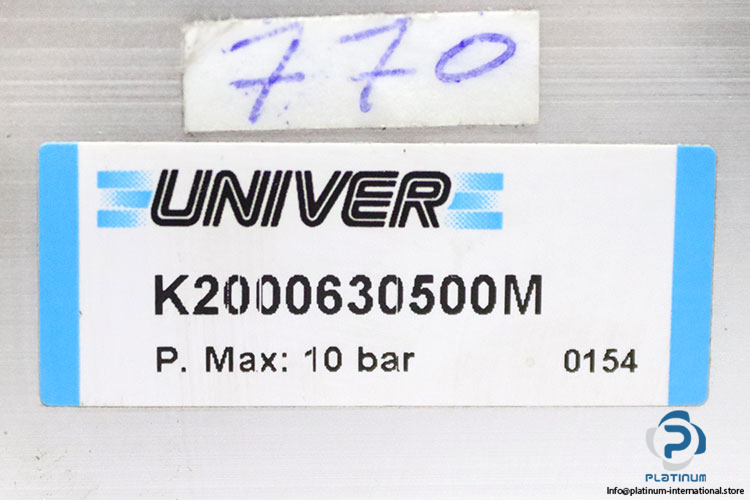 770
UNIVER
K2000630500M
P. Max: 10 bar 0154
PLATINUM
Info@platinum-international.store